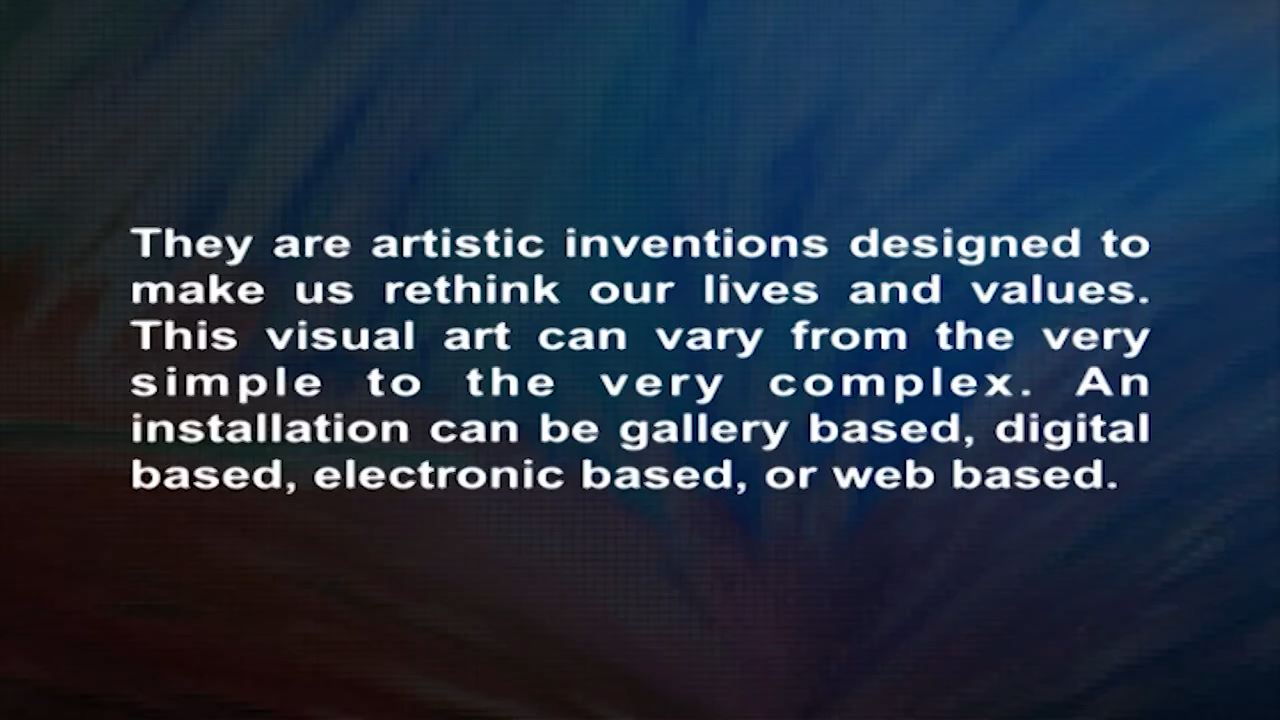 They are artistic inventions designed to
make us rethink our lives and values.
This visual art can vary from the very
simple to the very complex. An
installation can be gallery based, digital
based, electronic based, or web based.